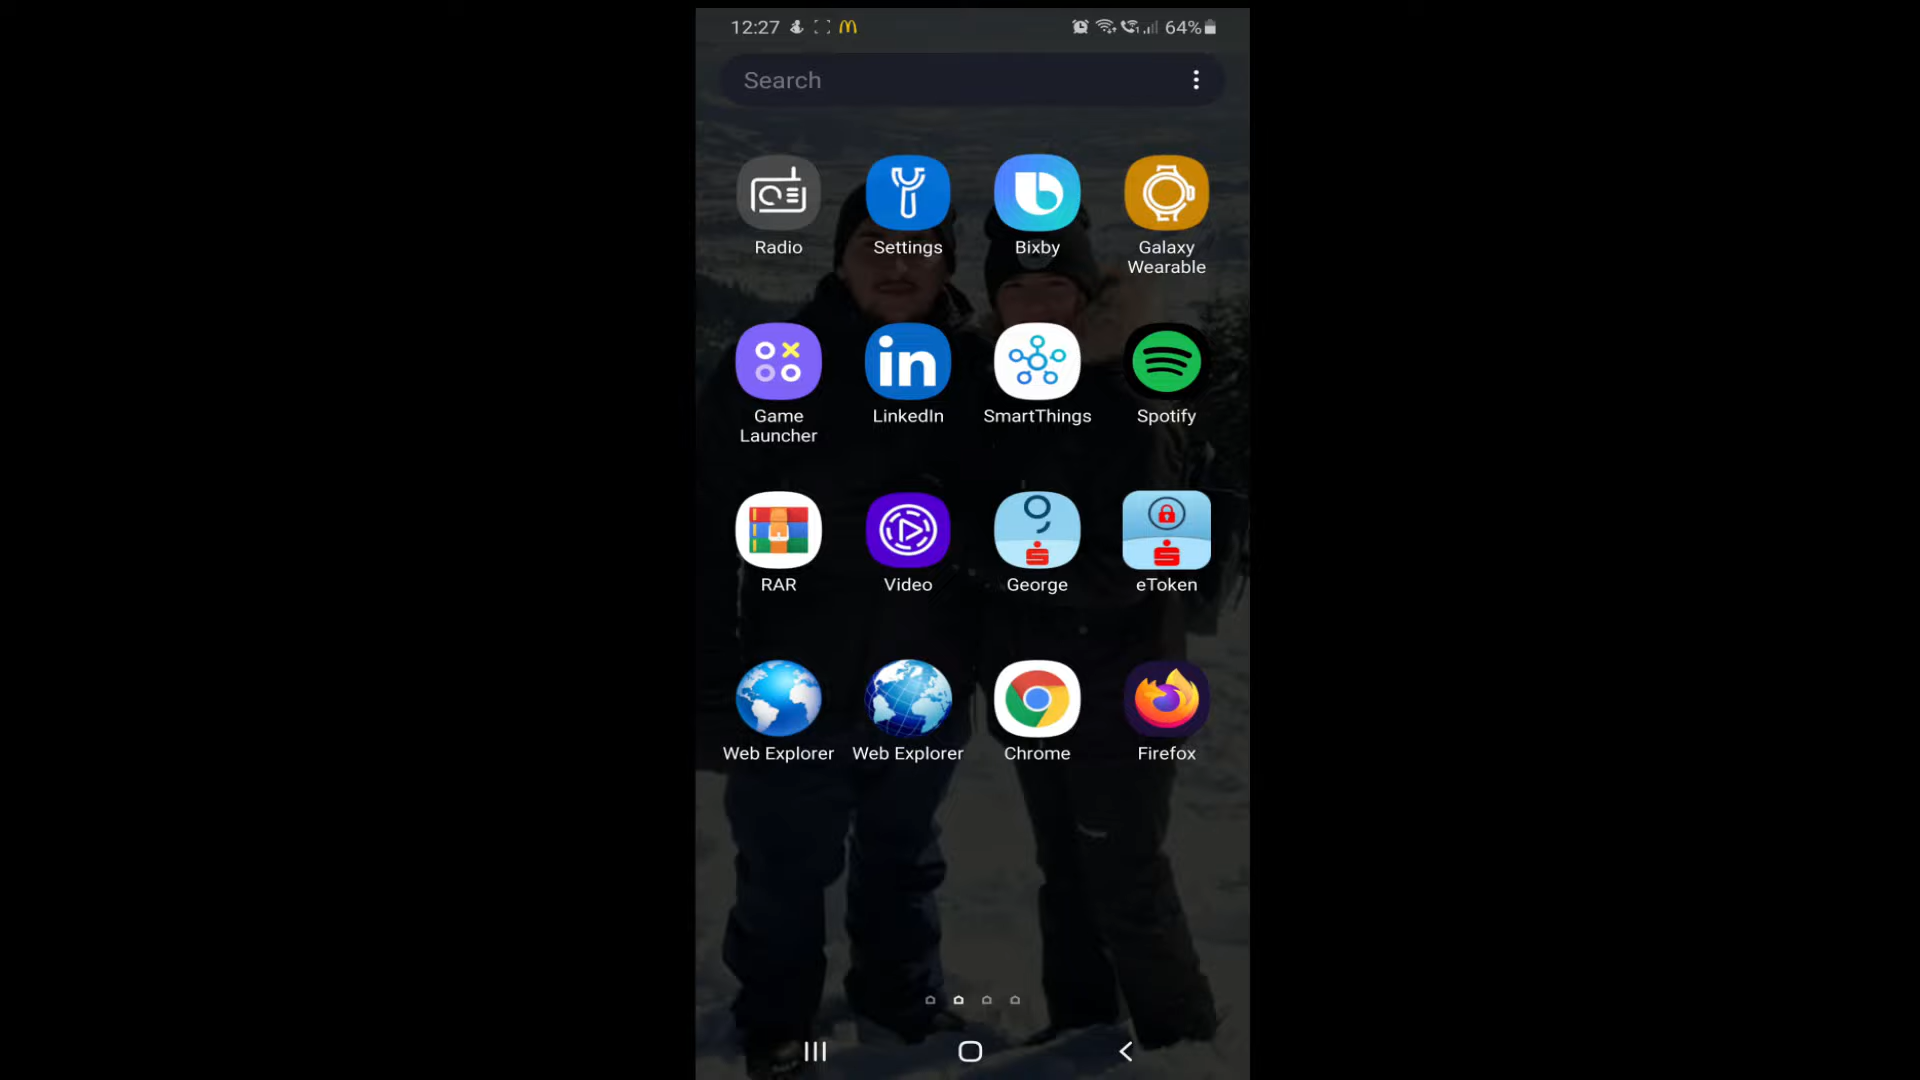 12:27
64%
Search
Radio
Settings
Bixby
Galaxy
Wearable
Game
Launcher
LinkedIn
SmartThings
Spotify
RAR
Video
George
eToken
Web Explorer
Web Explorer
Chrome
Firefox